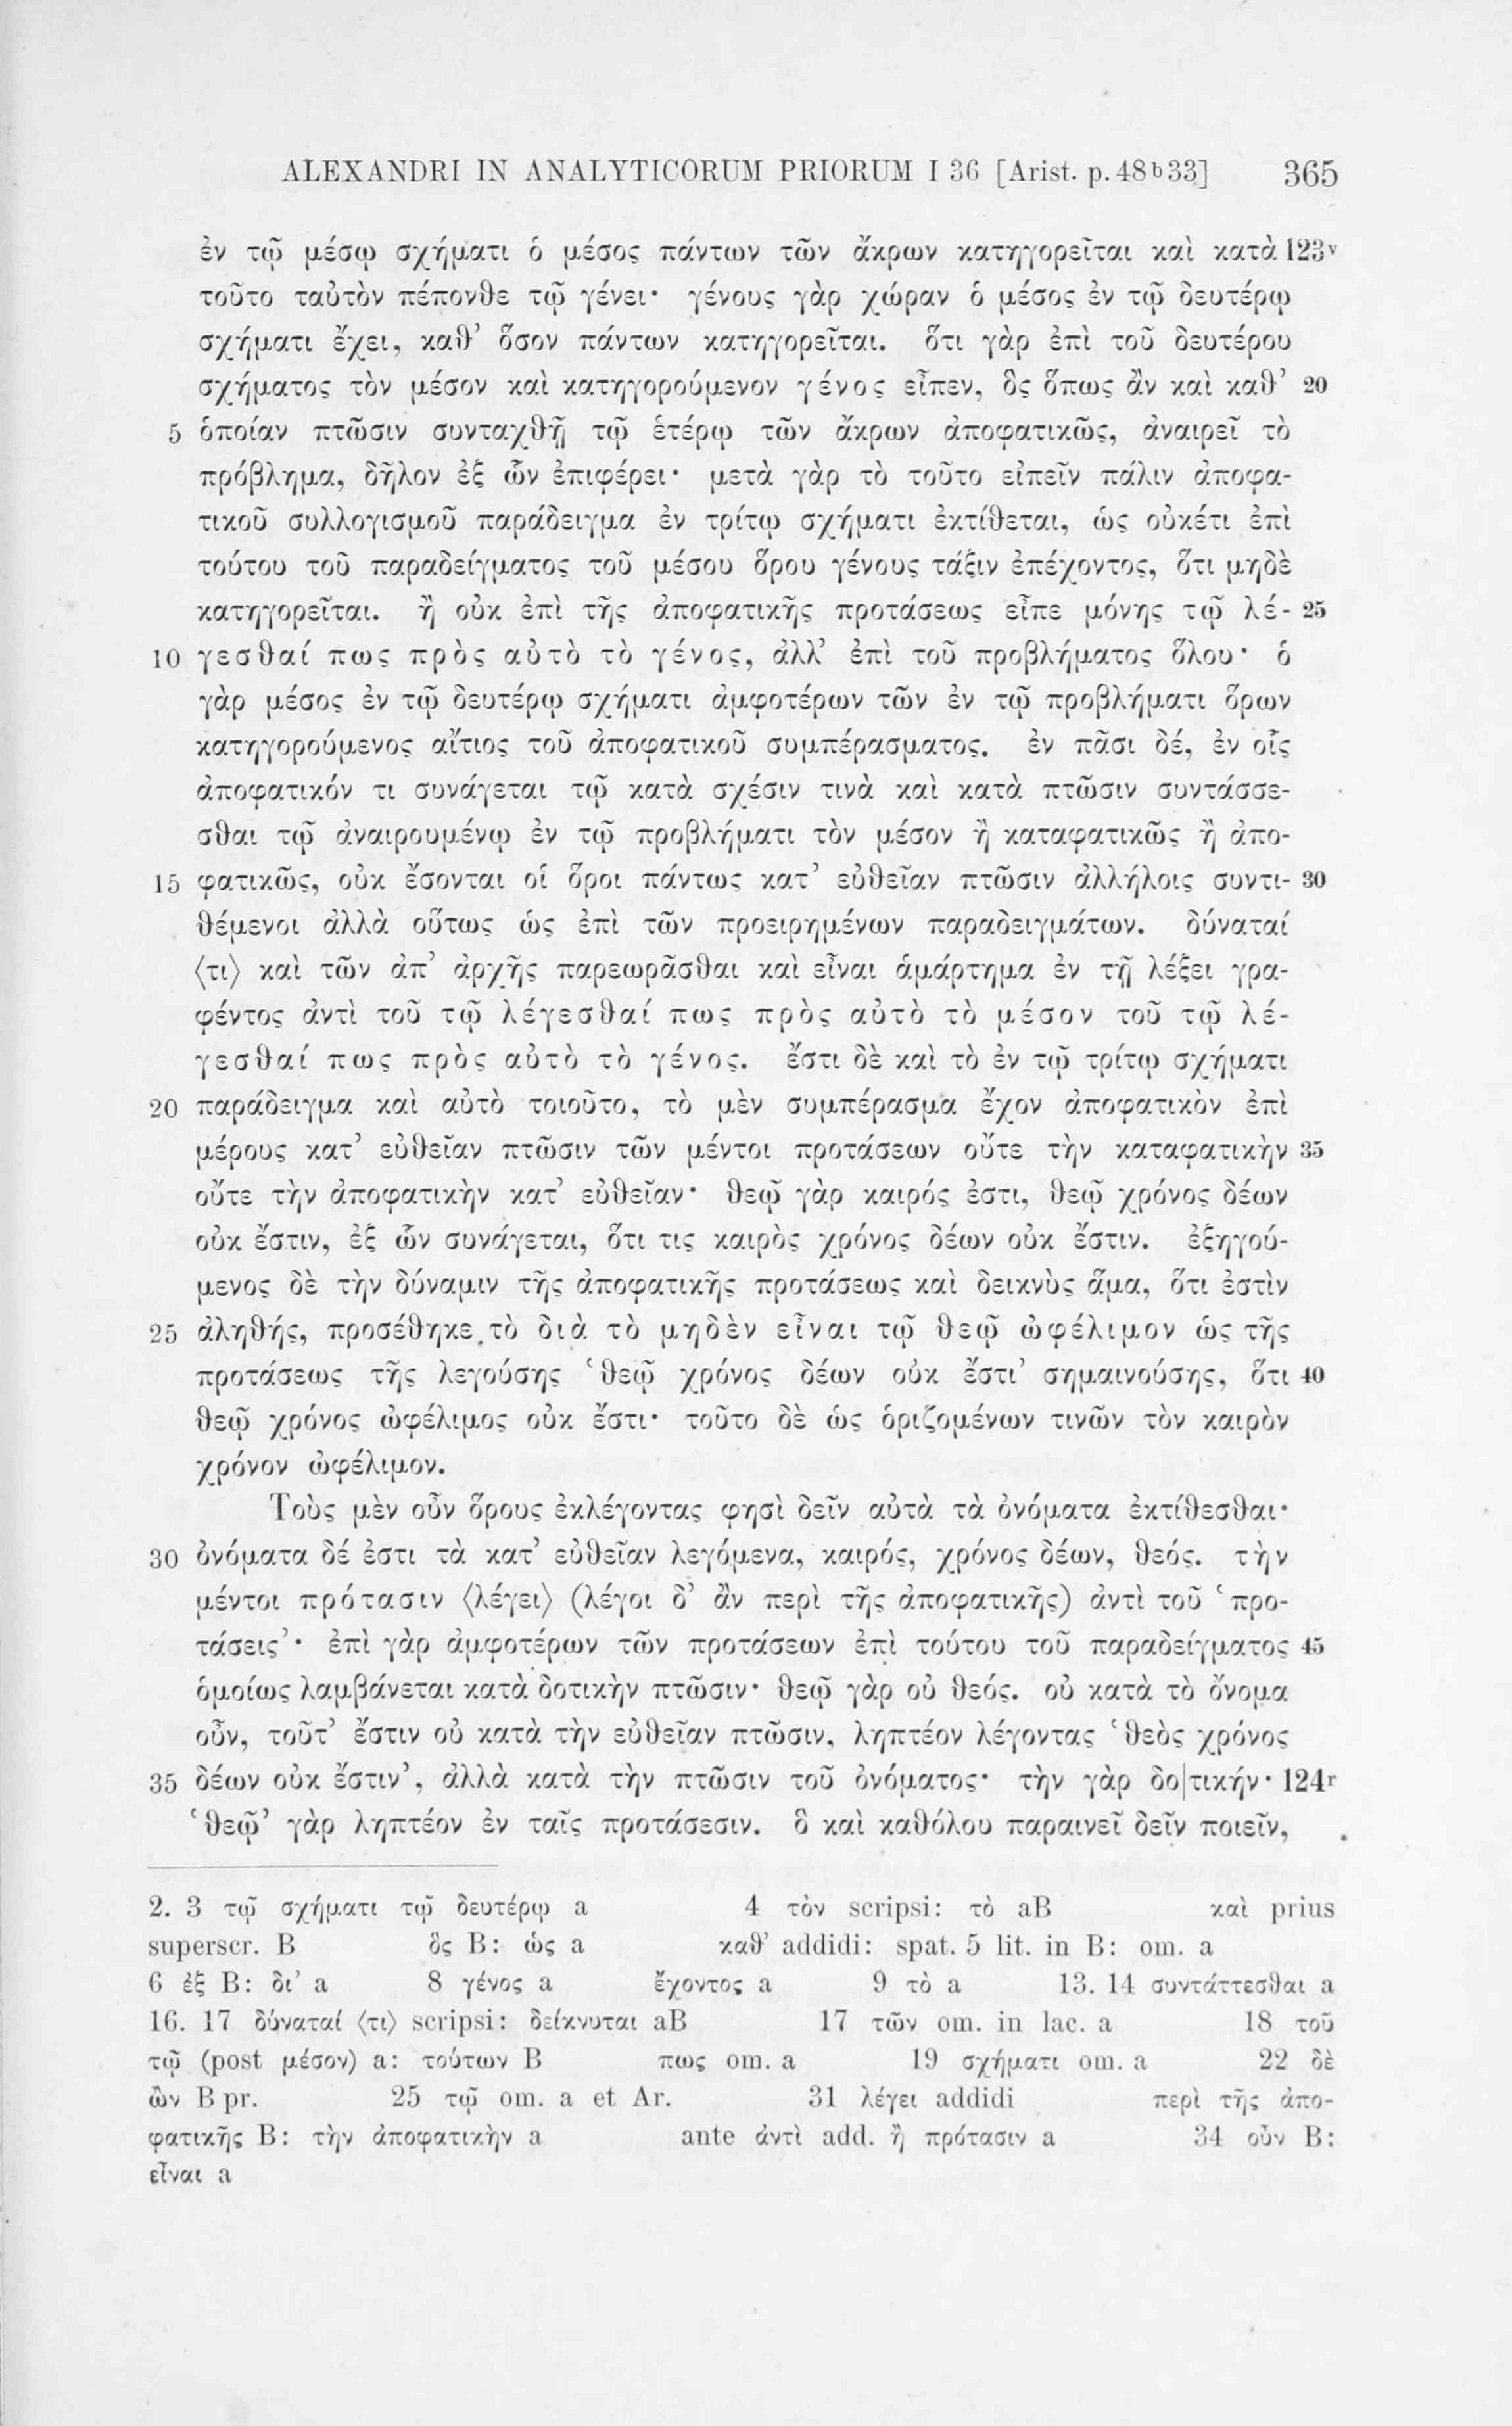 ALEXANDRI IN ANALYTICORUM PRIORUM I 36 [Arist. p. 48b33] 365
ἐν τῷ μέσῳ σχήματι ὁ μέσος πάντων τῶν ἄκρων κατηγορεῖται καὶ κατὰ 123v
τοῦτο ταὐτὸν πέπονθε τῷ γένει· γένους γὰρ χώραν ὁ μέσος ἐν τῷ δευτέρῳ
σχήματι ἔχει, καθ’ ὅσον πάντων κατηγορεῖται. ὅτι γὰρ ἐπὶ τοῦ δευτέρου
σχήματος τὸν μέσον καὶ κατηγορούμενον γένος εἶπεν, ὃς ὅπως ἂν καὶ καθ’ 20
5 ὁποίαν πτῶσιν συνταχθῇ τῷ ἑτέρῳ τῶν ἄκρων ἀποφατικῶς, ἀναιρεῖ τὸ
πρόβλημα, δῆλον ἐξ ὧν ἐπιφέρει· μετὰ γὰρ τὸ τοῦτο εἰπεῖν πάλιν ἀποφα-
τικοῦ συλλογισμοῦ παράδειγμα ἐν τρίτῳ σχήματι ἐκτίθεται, ὡς οὐκέτι ἐπὶ
τούτου τοῦ παραδείγματος τοῦ μέσου ὅρου γένους τάξιν ἐπέχοντος, ὅτι μηδὲ
κατηγορεῖται. ἢ οὐκ ἐπὶ τῆς ἀποφατικῆς προτάσεως εἶπε μόνης τῷ λέ- 25
10 γεσθαί πως πρὸς αὐτὸ τὸ γένος, ἀλλ’ ἐπὶ τοῦ προβλήματος ὅλου· ὁ
γὰρ μέσος ἐν τῷ δευτέρῳ σχήματι ἀμφοτέρων τῶν ἐν τῷ προβλήματι ὅρων
κατηγορούμενος αἴτιος τοῦ ἀποφατικοῦ συμπέρασματος. ἐν πᾶσι δέ, ἐν οἷς
ἀποφατικόν τι συνάγεται τῷ κατὰ σχέσιν τινὰ καὶ κατὰ πτῶσιν συντάσσε-
σθαι τῷ ἀναιρουμένῳ ἐν τῷ προβλήματι τὸν μέσον ἢ καταφατικῶς ἢ ἀπο-
15 φατικῶς, οὐκ ἔσονται οἱ ὅροι πάντως κατ’ εὐθεῖαν πτῶσιν ἀλλήλοις συντι- 30
θέμενοι ἀλλὰ οὕτως ὡς ἐπὶ τῶν προειρημένων παραδειγμάτων. δύναταί
⟨τι⟩ καὶ τῶν ἀπ’ ἀρχῆς παρεωρᾶσθαι καὶ εἶναι ἁμάρτημα ἐν τῇ λέξει γρα-
φέντος ἀντὶ τοῦ τῷ λέγεσθαί πως πρὸς αὐτὸ τὸ μέσον τοῦ τῷ λέ-
γεσθαί πως πρὸς αὐτὸ τὸ γένος. ἔστι δὲ καὶ τὸ ἐν τῷ τρίτῳ σχήματι
20 παράδειγμα καὶ αὐτὸ τοιοῦτο, τὸ μὲν συμπέρασμα ἔχον ἀποφατικὸν ἐπὶ
μέρους κατ’ εὐθεῖαν πτῶσιν τῶν μέντοι προτάσεων οὔτε τὴν καταφατικὴν 35
οὔτε τὴν ἀποφατικὴν κατ’ εὐθεῖαν· θεῷ γὰρ καιρός ἐστι, θεῷ χρόνος δέων
οὐκ ἔστιν, ἐξ ὧν συνάγεται, ὅτι τις καιρὸς χρόνος δέων οὐκ ἔστιν. ἐξηγού-
μενος δὲ τὴν δύναμιν τῆς ἀποφατικῆς προτάσεως καὶ δεικνὺς ἅμα, ὅτι ἐστὶν
25 ἀληθής, προσέθηκε τὸ διὰ τὸ μηδὲν εἶναι τῷ θεῷ ὠφέλιμον ὡς τῆς
προτάσεως τῆς λεγούσης ‘θεῷ χρόνος δέων οὐκ ἔστι’ σημαινούσης, ὅτι 40
θεῷ χρόνος ὠφέλιμος οὐκ ἔστι· τοῦτο δὲ ὡς ὁριζομένων τινῶν τὸν καιρὸν
χρόνον ὠφέλιμον.
Τοὺς μὲν οὖν ὅρους ἐκλέγοντας φησὶ δεῖν αὐτὰ τὰ ὀνόματα ἐκτίθεσθαι·
30 ὀνόματα δέ ἐστι τὰ κατ’ εὐθεῖαν λεγόμενα, καιρός, χρόνος δέων, θεός. τὴν
μέντοι πρότασιν ⟨λέγει⟩ (λέγοι δ’ ἂν περὶ τῆς ἀποφατικῆς) ἀντὶ τοῦ ‘προ-
τάσεις’· ἐπὶ γὰρ ἀμφοτέρων τῶν προτάσεων ἐπὶ τούτου τοῦ παραδείγματος 45
ὁμοίως λαμβάνεται κατὰ δοτικὴν πτῶσιν· θεῷ γὰρ οὐ θεός. οὐ κατὰ τὸ ὄνομα
οὖν, τοῦτ’ ἔστιν οὐ κατὰ τὴν εὐθεῖαν πτῶσιν, ληπτέον λέγοντας ‘θεὸς χρόνος
35 δέων οὐκ ἔστιν’, ἀλλὰ κατὰ τὴν πτῶσιν τοῦ ὀνόματος· τὴν γὰρ δο|τικήν· 124r
‘θεῷ’ γὰρ ληπτέον ἐν ταῖς προτάσεσιν. ὃ καὶ καθόλου παραινεῖ δεῖν ποιεῖν,
2. 3 τῷ σχήματι τῷ δευτέρῳ a 4 τὸν scripsi: τὸ aB καὶ prius
superscr. B ὃς B: ὡς a καθ’ addidi: spat. 5 lit. in B: om. a
6 ἐξ B: δι’ a 8 γένος a ἔχοντος a 9 τὸ a 13. 14 συντάττεσθαι a
16. 17 δύναταί ⟨τι⟩ scripsi: δείκνυται aB 17 τῶν om. in lac. a 18 τοῦ
τῷ (post μέσον) a: τούτων B πως om. a 19 σχήματι om. a 22 δὲ
ὢν B pr. 25 τῷ om. a et Ar. 31 λέγει addidi περὶ τῆς ἀπο-
φατικῆς B: τὴν ἀποφατικὴν a ante ἀντὶ add. ἢ πρότασιν a 34 οὖν B:
εἶναι a